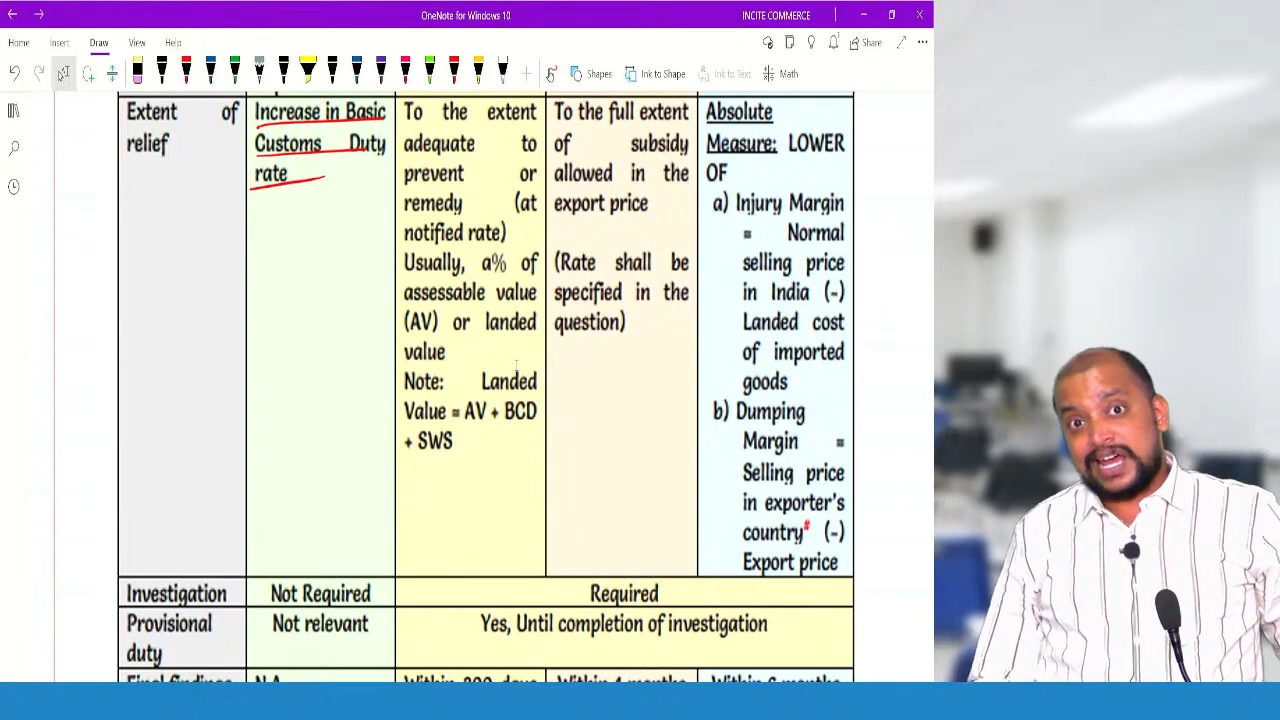 OneNote for Windows 10
INCITE COMMERCE
Home
Insert
Draw
View
Help
Share
Shapes
Ink to Shape
Ink to Text
Math
Extent of
relief
Increase in Basic
Customs Duty
rate
To the extent
adequate to
prevent or
remedy (at
notified rate)
Usually, a% of
assessable value
(AV) or landed
value
Note: Landed
Value = AV + BCD
+ SWS
To the full extent
of subsidy
allowed in the
export price
(Rate shall be
specified in the
question)
Absolute
Measure: LOWER
OF
a) Injury Margin
= Normal
selling price
in India (-)
Landed cost
of imported
goods
b) Dumping
Margin =
Selling price
in exporter's
country# (-)
Export price
Investigation
Not Required
Required
Provisional
duty
Not relevant
Yes, Until completion of investigation
Final findings
N.A.
Within 4 months